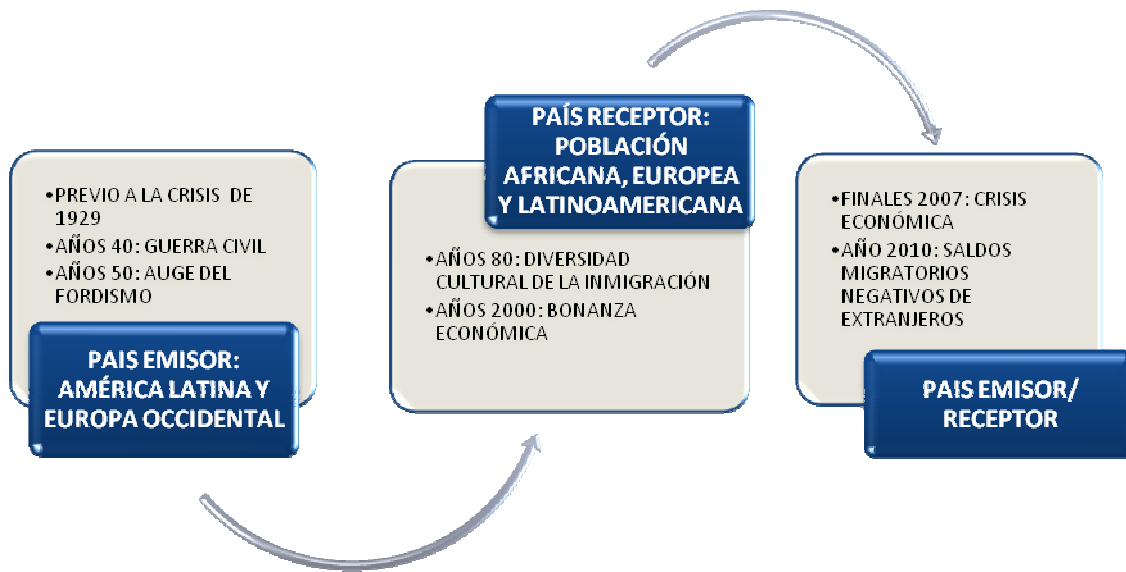 •PREVIO A LA CRISIS DE
1929
•AÑOS 40: GUERRA CIVIL
•AÑOS 50: AUGE DEL
FORDISMO
PAIS EMISOR:
AMÉRICA LATINA Y
EUROPA OCCIDENTAL
PAÍS RECEPTOR:
POBLACIÓN
AFRICANA, EUROPEA
Y LATINOAMERICANA
•AÑOS 80: DIVERSIDAD
CULTURAL DE LA INMIGRACIÓN
•AÑOS 2000: BONANZA
ECONÓMICA
•FINALES 2007: CRISIS
ECONÓMICA
•AÑO 2010: SALDOS
MIGRATORIOS
NEGATIVOS DE
EXTRANJEROS
PAIS EMISOR/
RECEPTOR